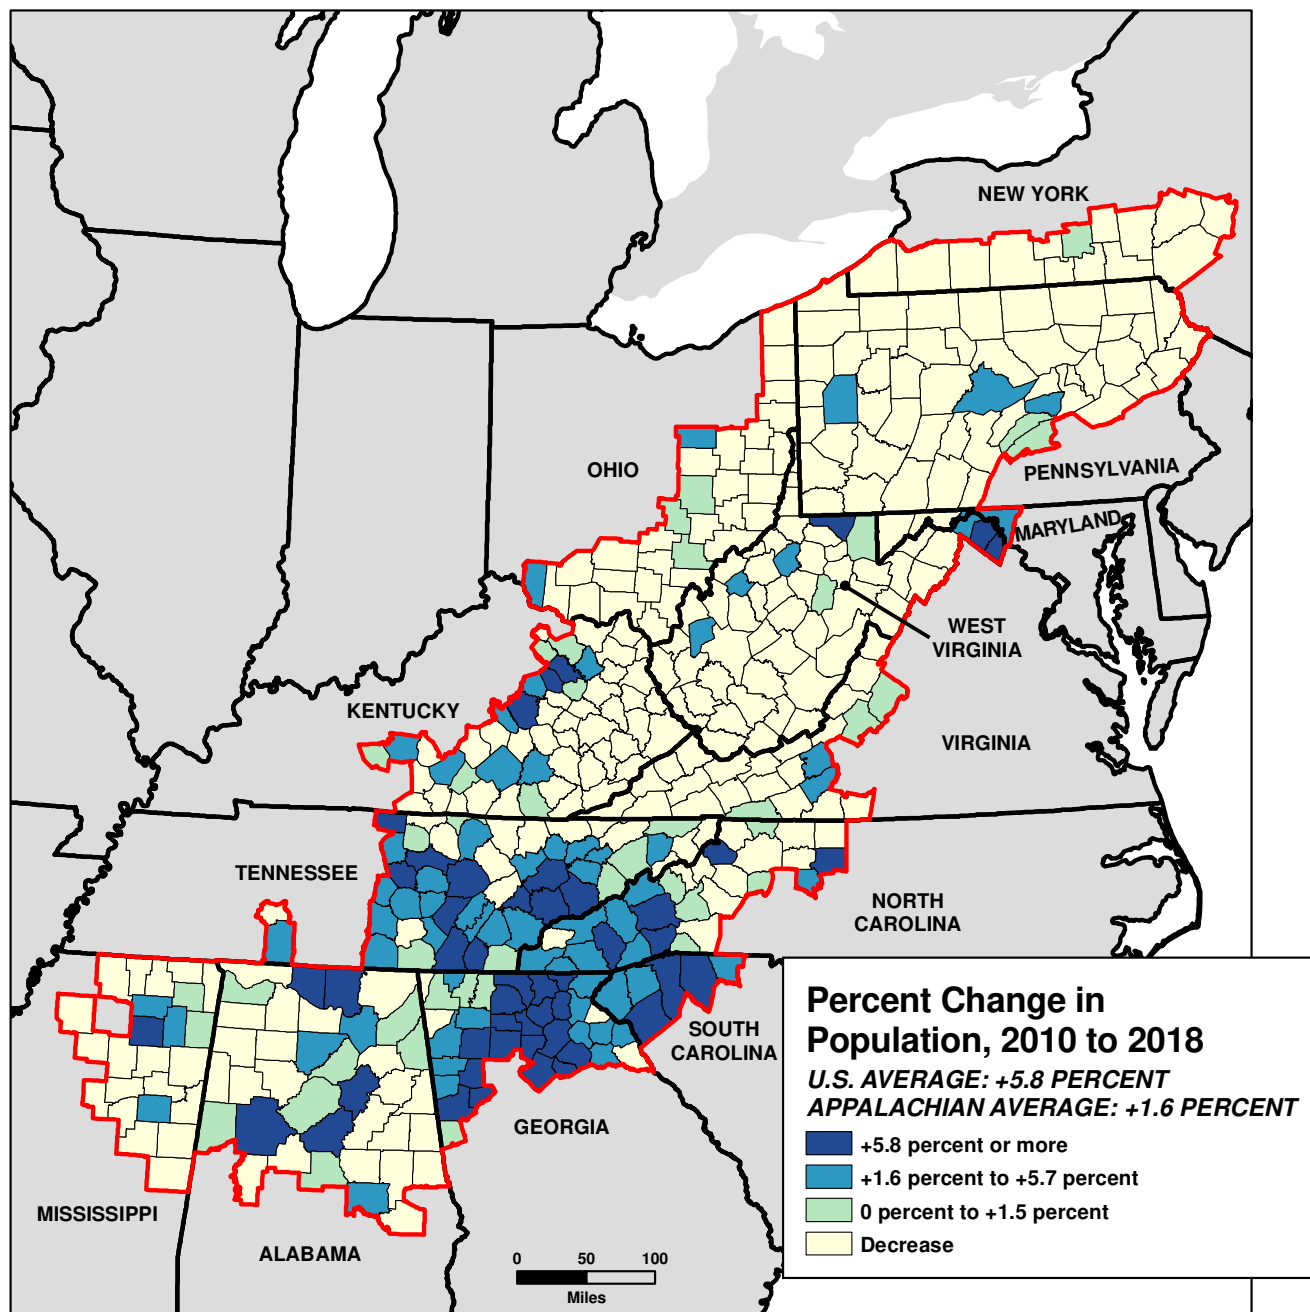 NEW YORK
OHIO
PENNSYLVANIA
MARYLAND
WEST
VIRGINIA
KENTUCKY
VIRGINIA
TENNESSEE
NORTH
CAROLINA
SOUTH
CAROLINA
GEORGIA
MISSISSIPPI
ALABAMA
0 50 100
Miles
Percent Change in
Population, 2010 to 2018
U.S. AVERAGE: +5.8 PERCENT
APPALACHIAN AVERAGE: +1.6 PERCENT
+5.8 percent or more
+1.6 percent to +5.7 percent
0 percent to +1.5 percent
Decrease